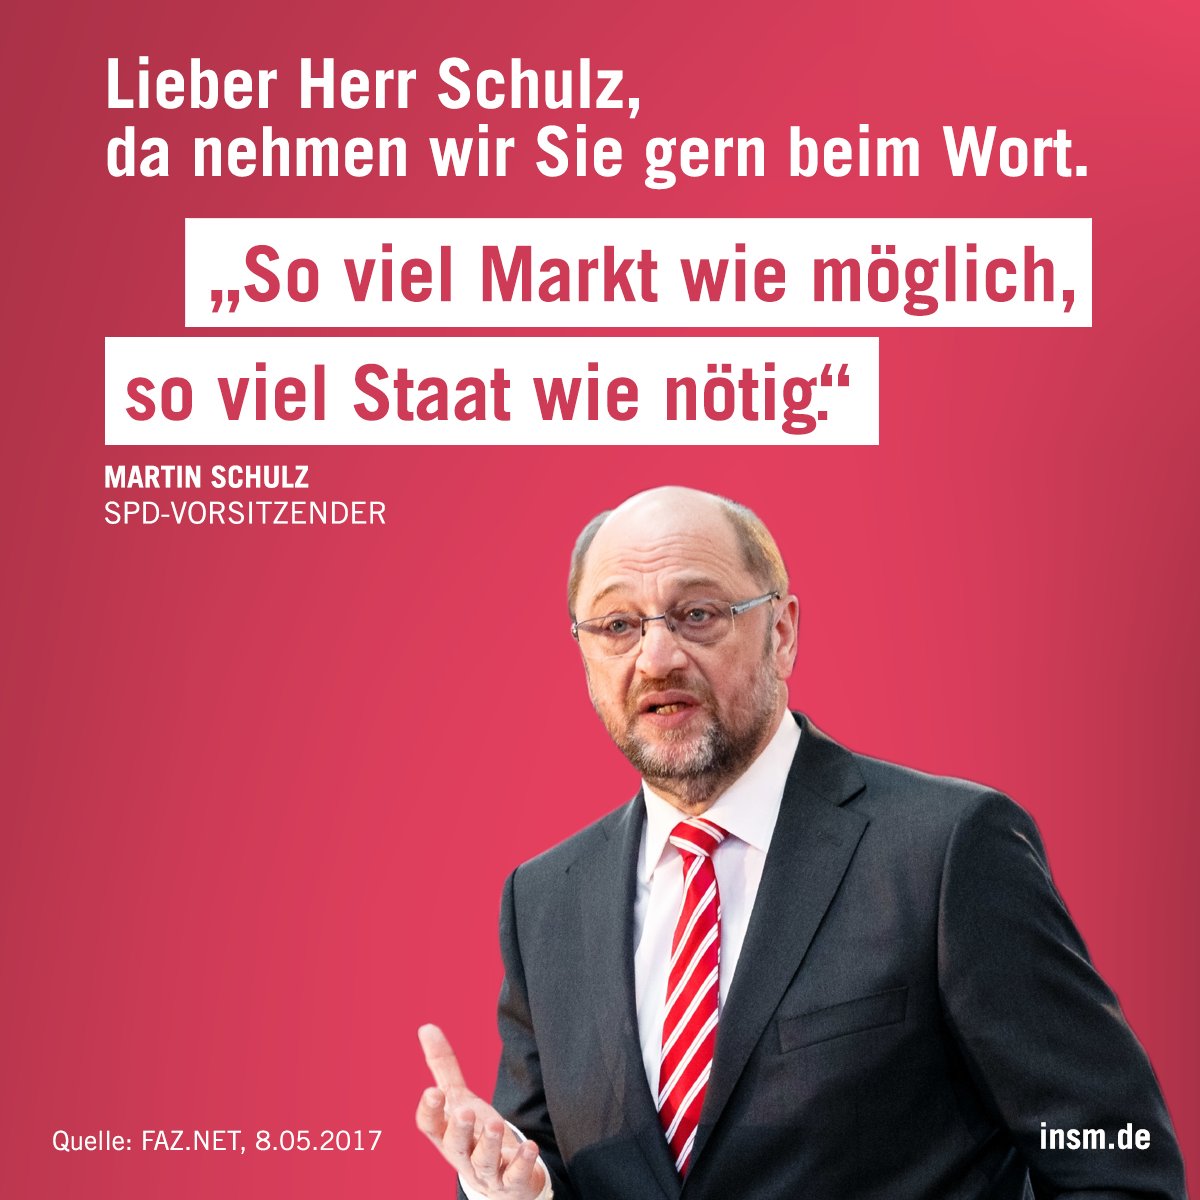 Lieber Herr Schulz,
da nehmen wir Sie gern beim Wort.
„So viel Markt wie möglich,
so viel Staat wie nötig.“
MARTIN SCHULZ
SPD-VORSITZENDER
Quelle: FAZ.NET, 8.05.2017
insm.de